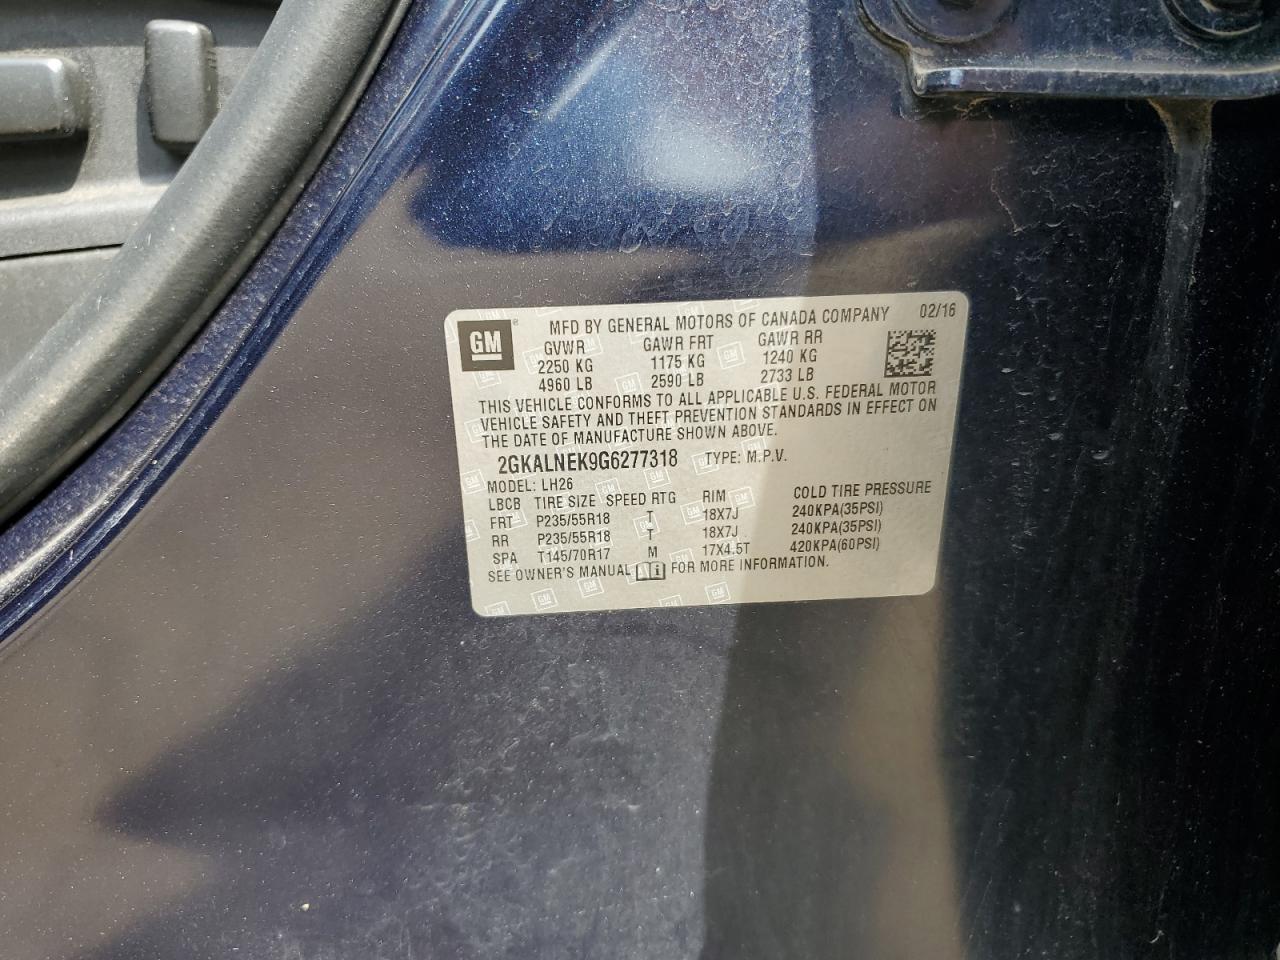 GM ® MFD BY GENERAL MOTORS OF CANADA COMPANY 02/16
GVWR GAWR FRT GAWR RR
2250 KG 1175 KG 1240 KG
4960 LB 2590 LB 2733 LB
THIS VEHICLE CONFORMS TO ALL APPLICABLE U.S. FEDERAL MOTOR
VEHICLE SAFETY AND THEFT PREVENTION STANDARDS IN EFFECT ON
THE DATE OF MANUFACTURE SHOWN ABOVE.
2GKALNEK9G6277318 TYPE: M.P.V.
MODEL: LH26
LBCB TIRE SIZE SPEED RTG RIM COLD TIRE PRESSURE
FRT P235/55R18 T 18X7J 240KPA(35PSI)
RR P235/55R18 T 18X7J 240KPA(35PSI)
SPA T145/70R17 M 17X4.5T 420KPA(60PSI)
SEE OWNER'S MANUAL i FOR MORE INFORMATION.